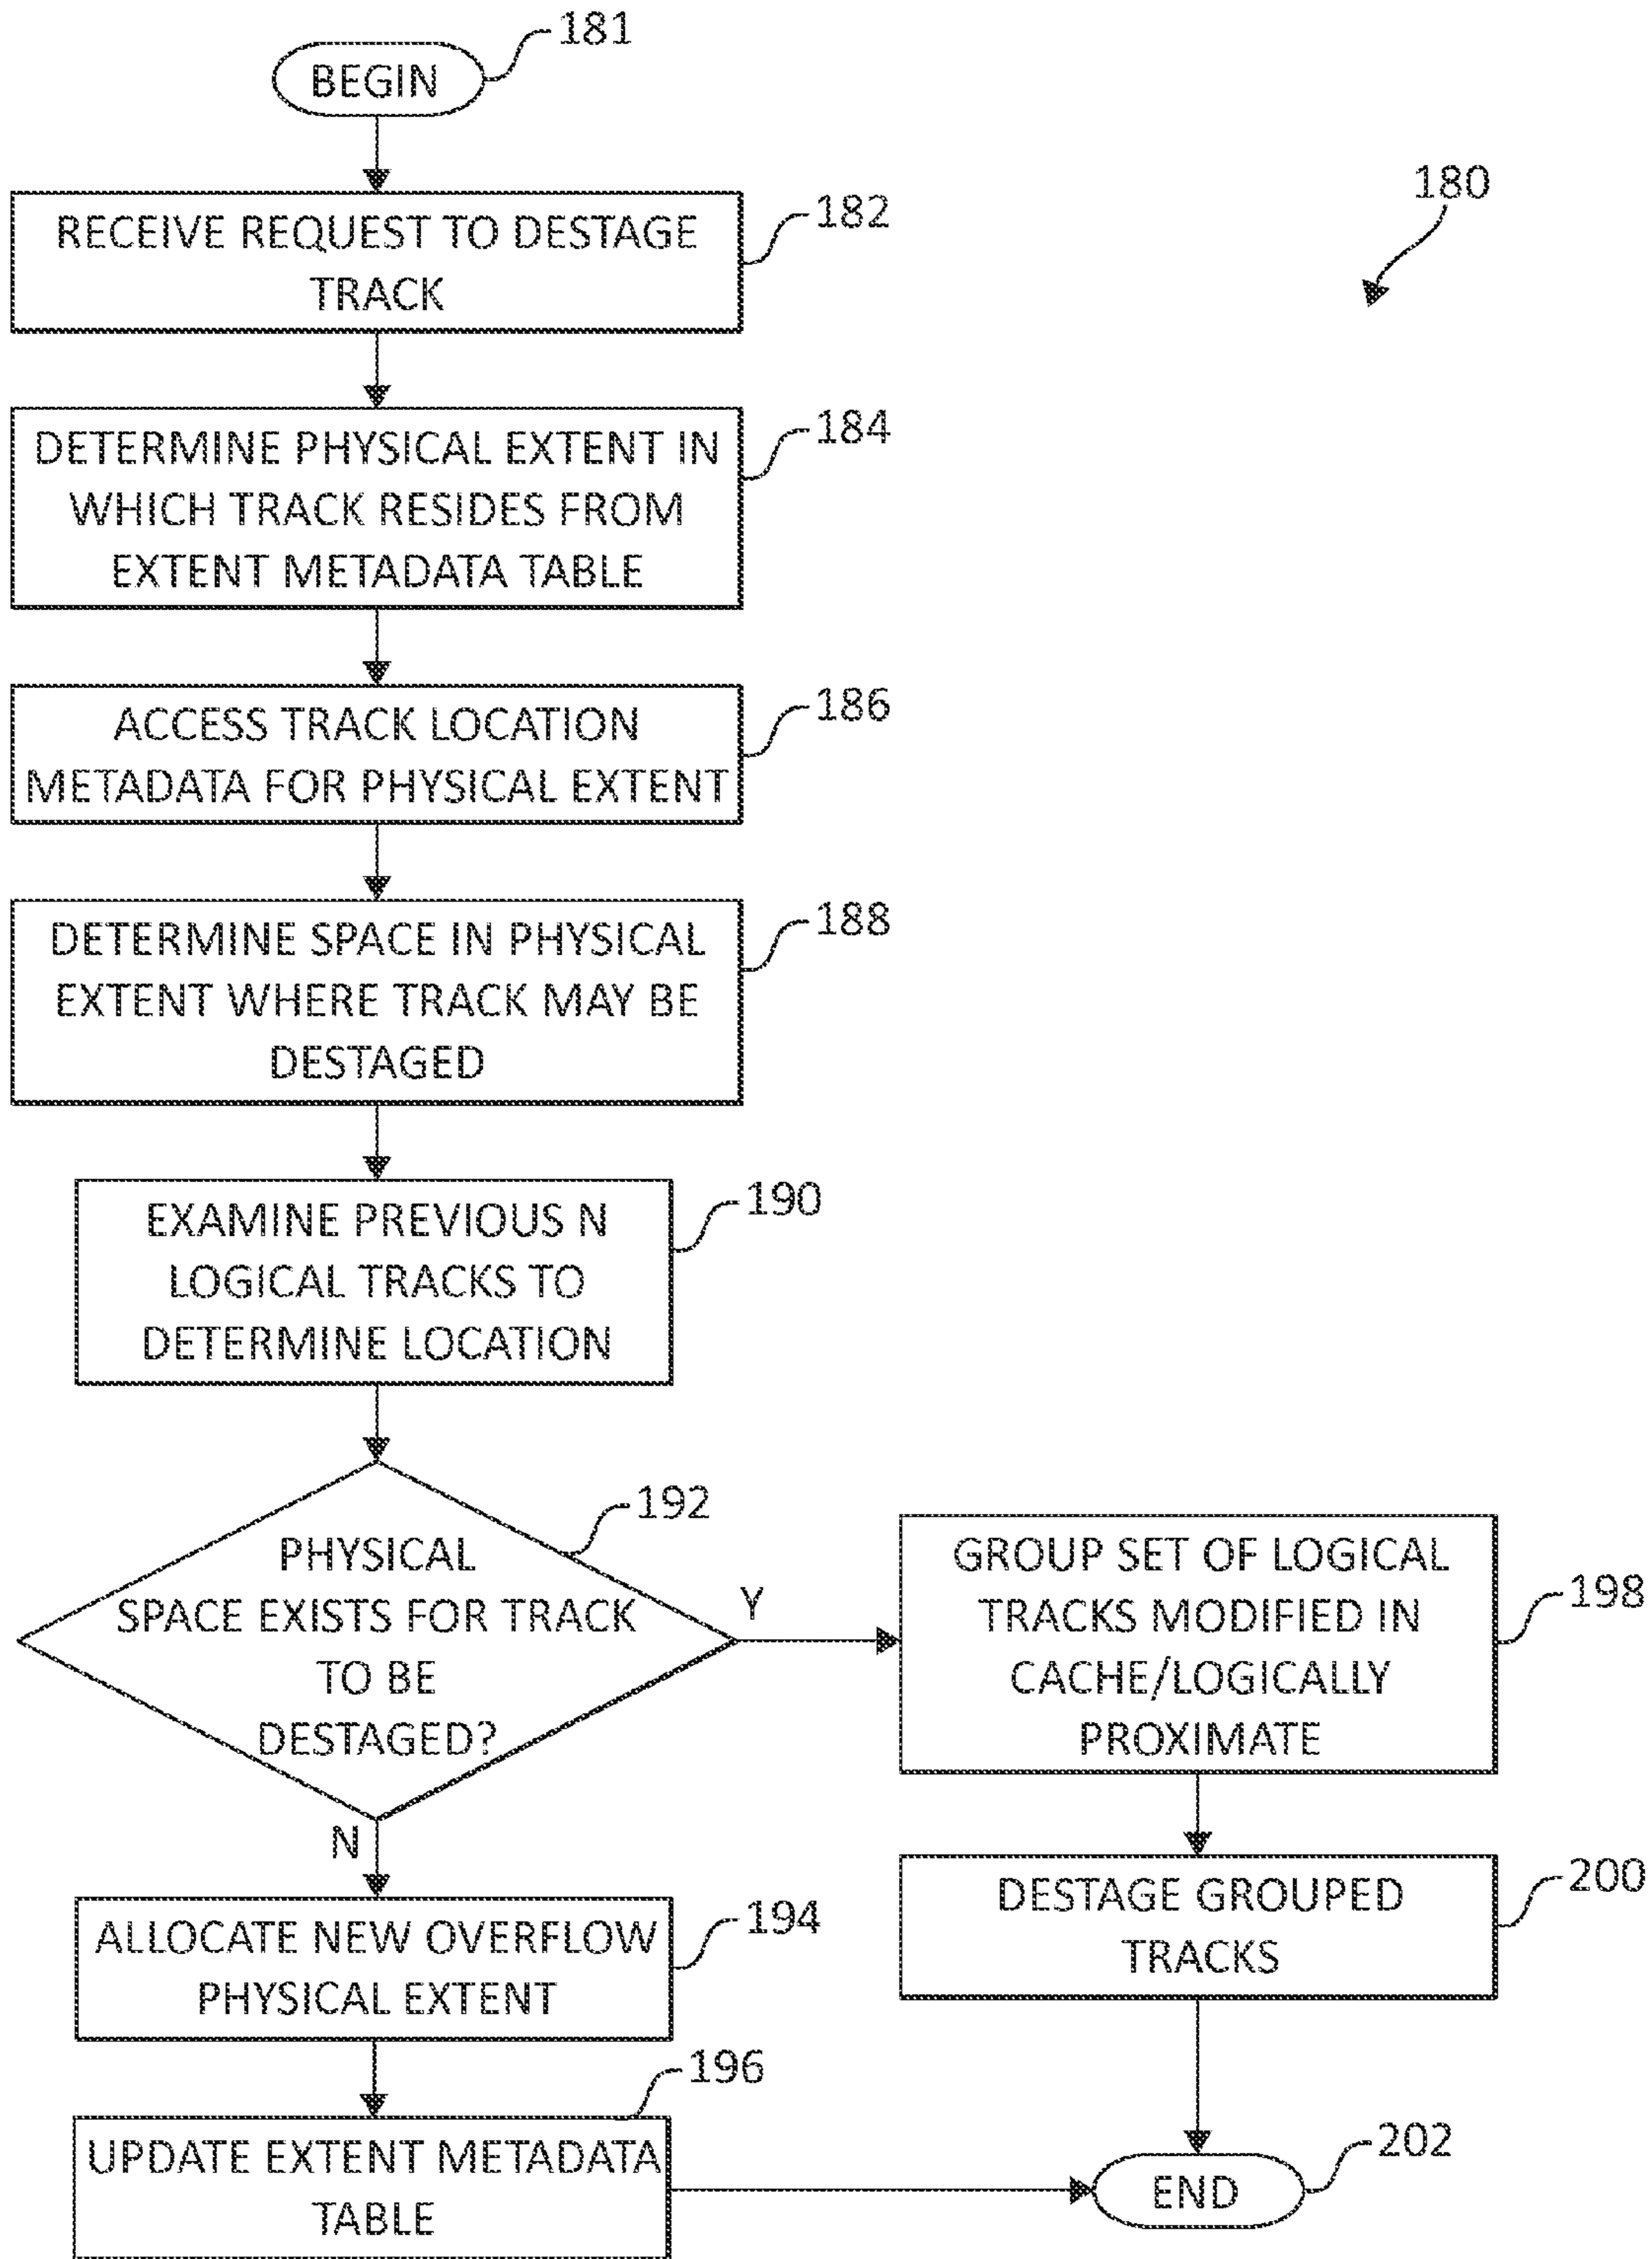 181
BEGIN
180
182
RECEIVE REQUEST TO DESTAGE
TRACK
184
DETERMINE PHYSICAL EXTENT IN
WHICH TRACK RESIDES FROM
EXTENT METADATA TABLE
186
ACCESS TRACK LOCATION
METADATA FOR PHYSICAL EXTENT
188
DETERMINE SPACE IN PHYSICAL
EXTENT WHERE TRACK MAY BE
DESTAGED
190
EXAMINE PREVIOUS N
LOGICAL TRACKS TO
DETERMINE LOCATION
192
PHYSICAL
SPACE EXISTS FOR TRACK
TO BE
DESTAGED?
Y
N
198
GROUP SET OF LOGICAL
TRACKS MODIFIED IN
CACHE/LOGICALLY
PROXIMATE
194
ALLOCATE NEW OVERFLOW
PHYSICAL EXTENT
200
DESTAGE GROUPED
TRACKS
196
UPDATE EXTENT METADATA
TABLE
202
END